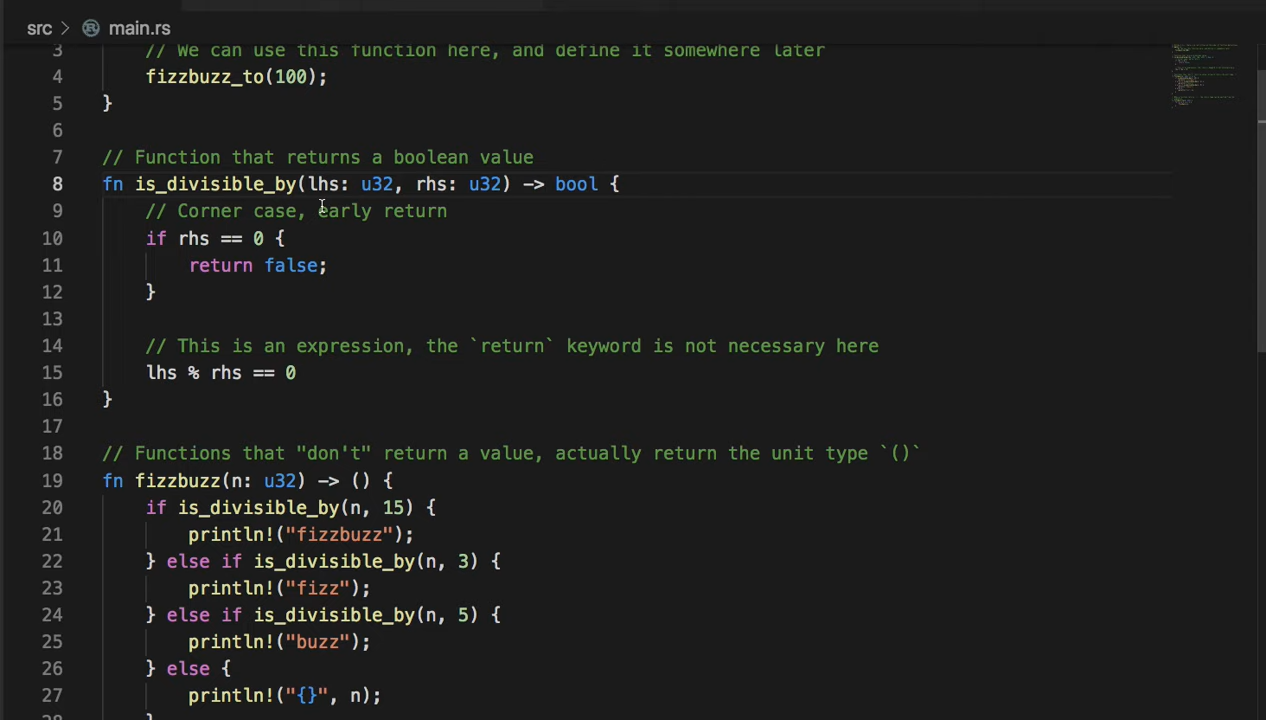 src > main.rs
3 // We can use this function here, and define it somewhere later
4 fizzbuzz_to(100);
5 }
6
7 // Function that returns a boolean value
8 fn is_divisible_by(lhs: u32, rhs: u32) -> bool {
9 // Corner case, early return
10 if rhs == 0 {
11 return false;
12 }
13
14 // This is an expression, the `return` keyword is not necessary here
15 lhs % rhs == 0
16 }
17
18 // Functions that "don't" return a value, actually return the unit type `()`
19 fn fizzbuzz(n: u32) -> () {
20 if is_divisible_by(n, 15) {
21 println!("fizzbuzz");
22 } else if is_divisible_by(n, 3) {
23 println!("fizz");
24 } else if is_divisible_by(n, 5) {
25 println!("buzz");
26 } else {
27 println!("{}", n);